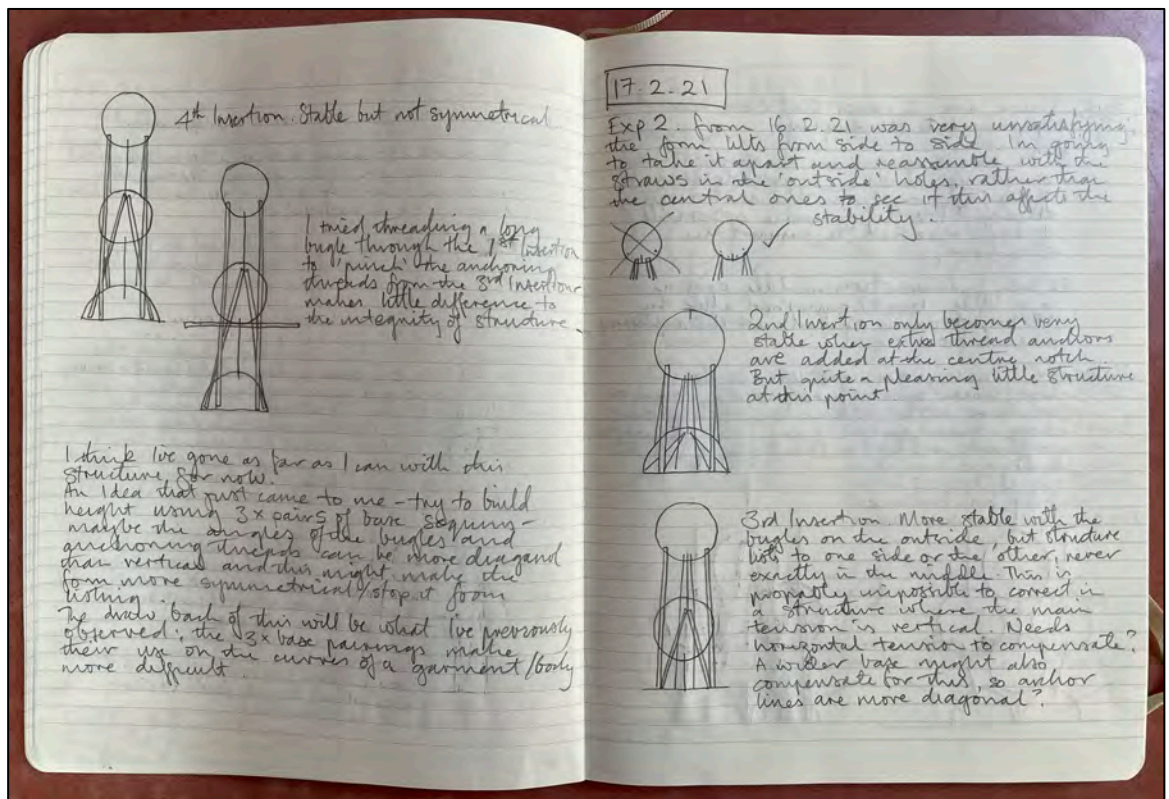 4th Insertion. Stable but not symmetrical
I tried threading a long
bugle through the 1st Insertion
to 'pinch' the anchoring
threads from the 3rd Insertion
makes little difference to
the integrity of structure.
I think I've gone as far as I can with this
structure for now.
An Idea that just came to me - try to build
height using 3x pairs of base sequins -
maybe the angles of the bugles and
anchoring threads can be more diagonal
than vertical and this might make the
form more symmetrical/stop it from
listing.
The draw back of this will be what I've previously
observed; the 3x base pairings make
their use on the curves of a garment/body
more difficult.
17.2.21
Exp 2. from 16.2.21 was very unsatisfying,
the form lilts from side to side. Im going
to take it apart and reassemble with the
straws in the 'outside' holes, rather than
the central ones to see if this affects the
stability.
2nd Insertion only becomes very
stable when extra thread anchors
are added at the centre notch.
But quite a pleasing little structure
at this point
3rd Insertion. More stable with the
bugles on the outside, but structure
lists to one side or the other, never
exactly in the middle. This is
propably impossible to correct in
a structure where the main
tension is vertical. Needs
horizontal tension to compensate?
A wider base might also
compensate for this, so anchor
lines are more diagonal?